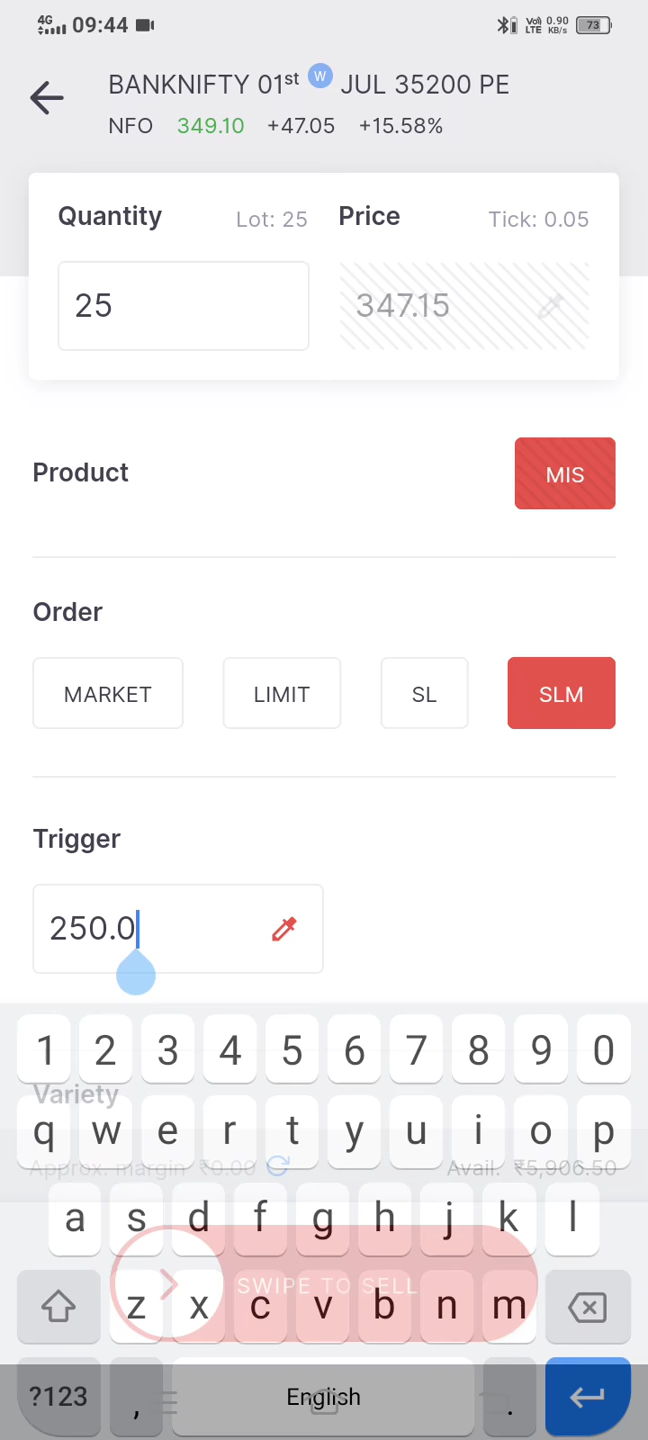 4G 09:44 Vo) LTE 0.90 KB/s 73
BANKNIFTY 01st W JUL 35200 PE
NFO 349.10 +47.05 +15.58%
Quantity Lot: 25 Price Tick: 0.05
25 347.15
Product MIS
Order
MARKET LIMIT SL SLM
Trigger
250.0
1 2 3 4 5 6 7 8 9 0
Variety
q w e r t y u i o p
Approx. margin ₹0.00 Avail. ₹5,906.50
a s d f g h j k l
SWIPE TO SELL
z x c v b n m
?123 , English .